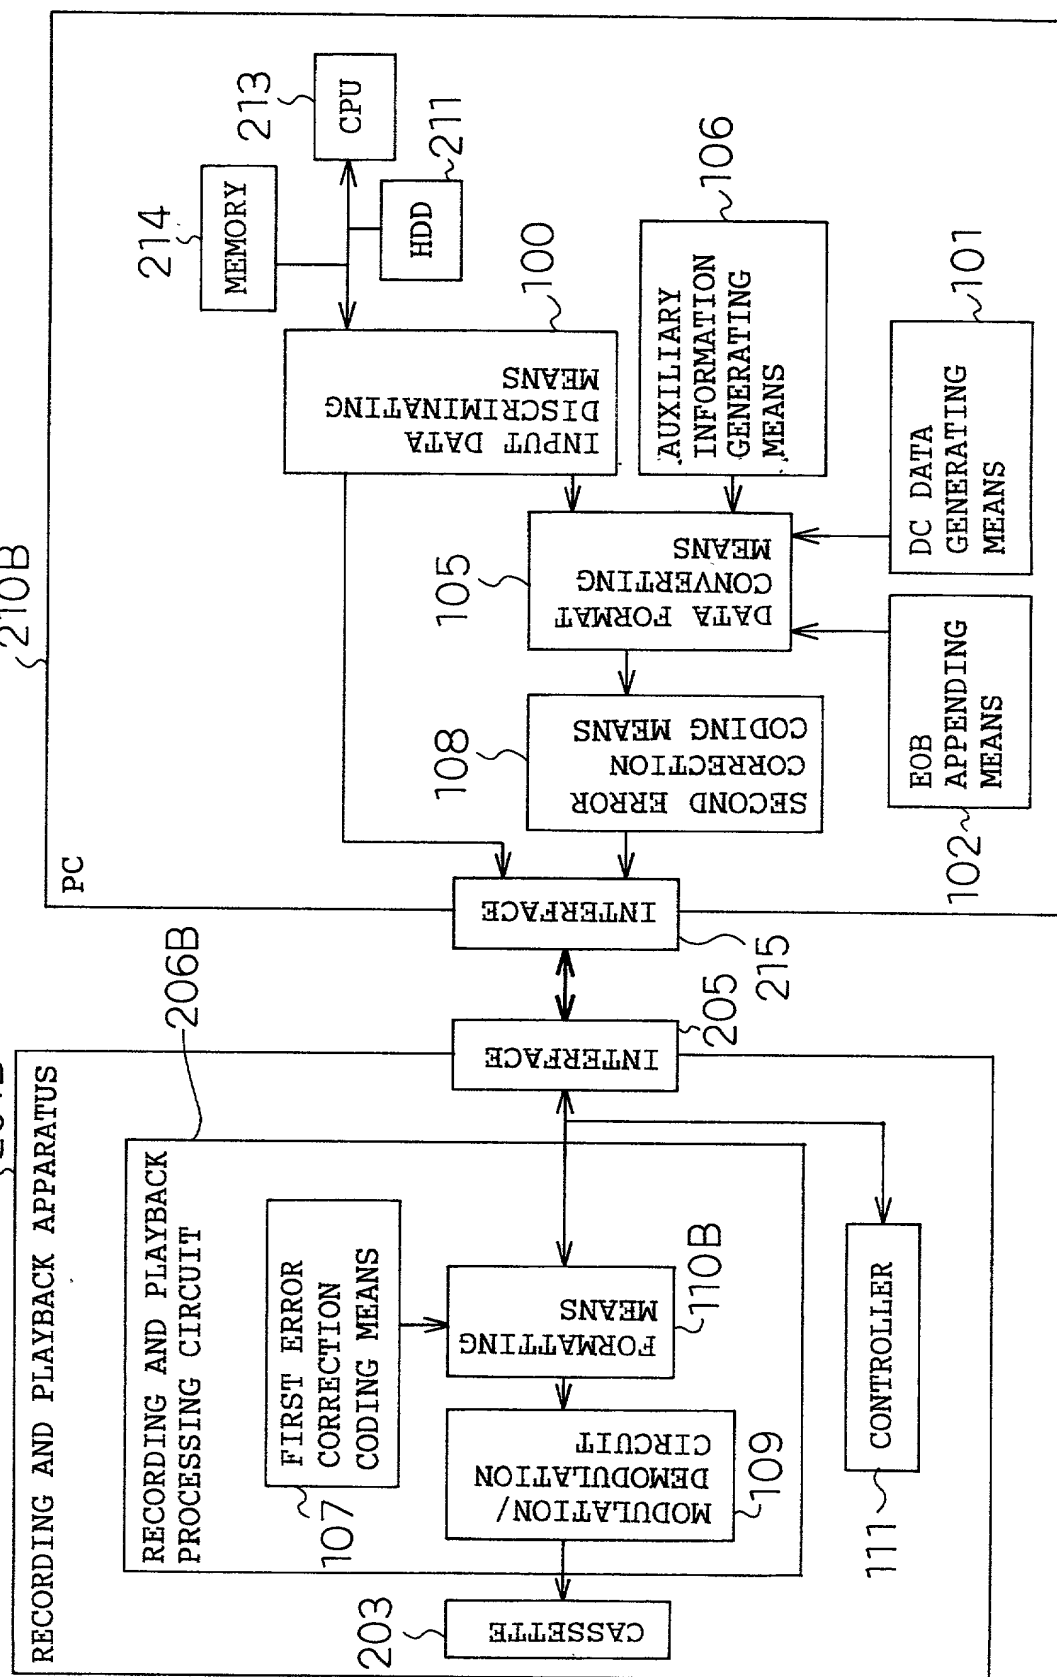 RECORDING AND PLAYBACK APPARATUS
206B
RECORDING AND PLAYBACK
PROCESSING CIRCUIT
FIRST ERROR
CORRECTION
CODING MEANS
107
FORMATTING
MEANS
110B
MODULATION/
DEMODULATION
CIRCUIT
109
203
CASSETTE
CONTROLLER
111
INTERFACE
205
INTERFACE
215
210B
PC
214
MEMORY
213
CPU
HDD
211
INPUT DATA
DISCRIMINATING
MEANS
100
AUXILIARY
INFORMATION
GENERATING
MEANS
106
105
DATA FORMAT
CONVERTING
MEANS
108
SECOND ERROR
CORRECTION
CODING MEANS
EOB
APPENDING
MEANS
102
DC DATA
GENERATING
MEANS
101